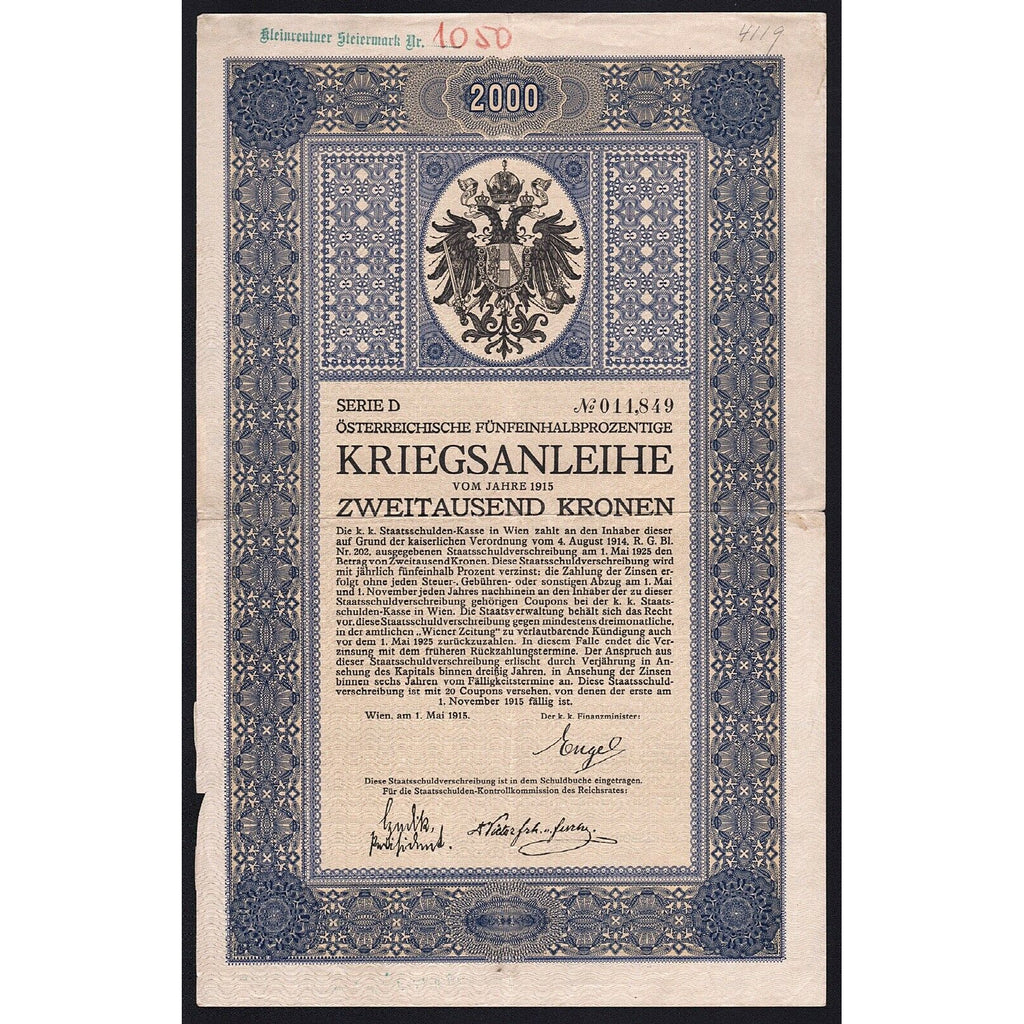 Kleinrentner Steiermark Nr. 1050
4119
2000
SERIE D
№ 011,849
ÖSTERREICHISCHE FÜNFEINHALBPROZENTIGE
KRIEGSANLEIHE
VOM JAHRE 1915
ZWEITAUSEND KRONEN
Die k. k. Staatsschulden-Kasse in Wien zahlt an den Inhaber dieser
auf Grund der kaiserlichen Verordnung vom 4. August 1914, R. G. Bl.
Nr. 202, ausgegebenen Staatsschuldverschreibung am 1. Mai 1925 den
Betrag von Zweitausend Kronen. Diese Staatsschuldverschreibung wird
mit jährlich fünfeinhalb Prozent verzinst; die Zahlung der Zinsen er-
folgt ohne jeden Steuer-, Gebühren- oder sonstigen Abzug am 1. Mai
und 1. November jeden Jahres nachhinein an den Inhaber der zu dieser
Staatsschuldverschreibung gehörigen Coupons bei der k. k. Staats-
schulden-Kasse in Wien. Die Staatsverwaltung behält sich das Recht
vor, diese Staatsschuldverschreibung gegen mindestens dreimonatliche,
in der amtlichen „Wiener Zeitung" zu verlautbarende Kündigung auch
vor dem 1. Mai 1925 zurückzuzahlen. In diesem Falle endet die Ver-
zinsung mit dem früheren Rückzahlungstermine. Der Anspruch aus
dieser Staatsschuldverschreibung erlischt durch Verjährung in An-
sehung des Kapitals binnen dreißig Jahren, in Ansehung der Zinsen
binnen sechs Jahren vom Fälligkeitstermine an. Diese Staatsschuld-
verschreibung ist mit 20 Coupons versehen, von denen der erste am
1. November 1915 fällig ist.
Wien, am 1. Mai 1915.
Der k. k. Finanzminister:
Engel
Diese Staatsschuldverschreibung ist in dem Schuldbuche eingetragen.
Für die Staatsschulden-Kontrollkommission des Reichsrates:
Präsident.